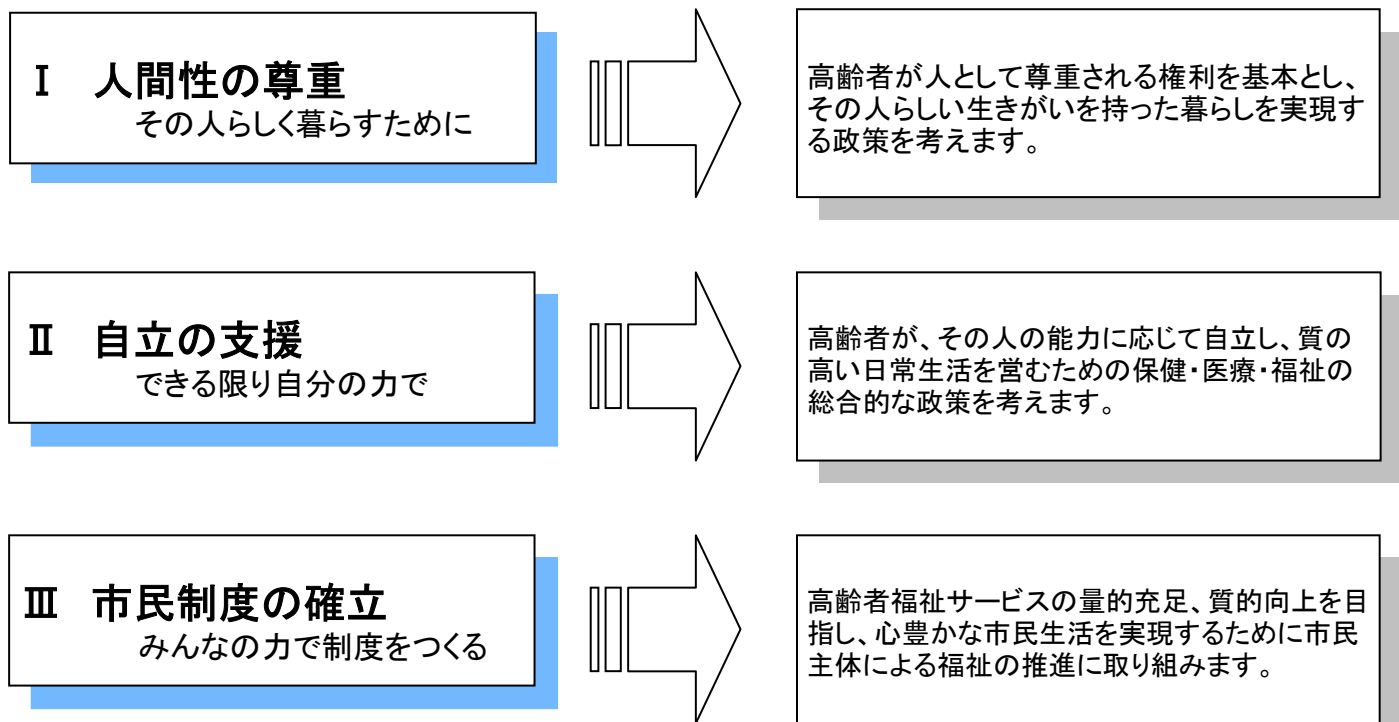 Ⅰ 人間性の尊重
その人らしく暮らすために
高齢者が人として尊重される権利を基本とし、
その人らしい生きがいを持った暮らしを実現す
る政策を考えます。
Ⅱ 自立の支援
できる限り自分の力で
高齢者が、その人の能力に応じて自立し、質の
高い日常生活を営むための保健・医療・福祉の
総合的な政策を考えます。
Ⅲ 市民制度の確立
みんなの力で制度をつくる
高齢者福祉サービスの量的充足、質的向上を目
指し、心豊かな市民生活を実現するために市民
主体による福祉の推進に取り組みます。